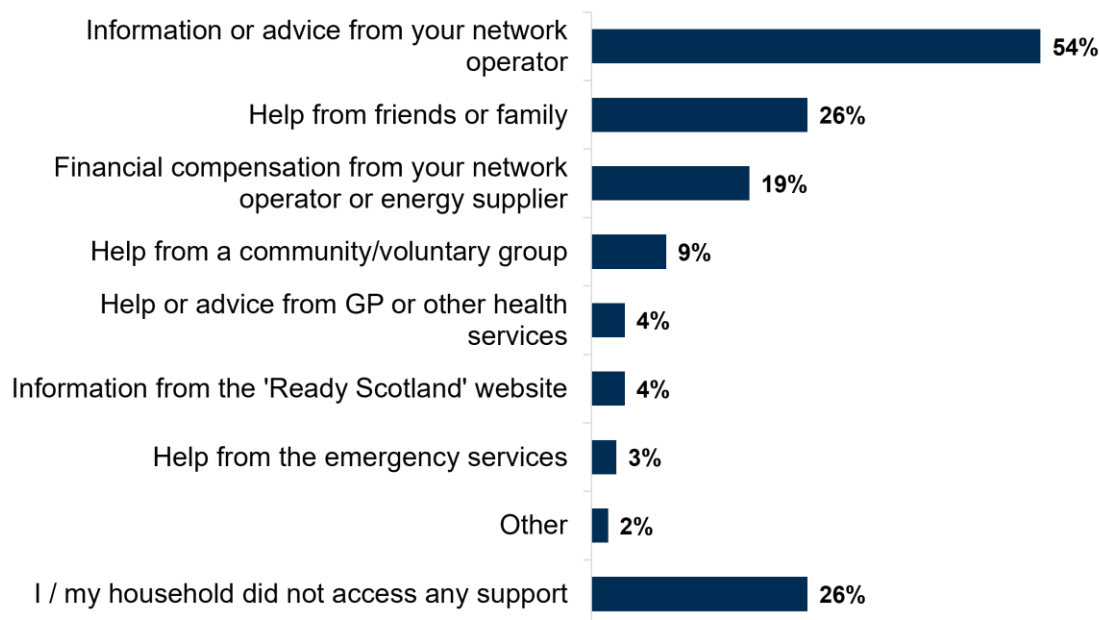 Information or advice from your network
operator
54%
Help from friends or family
26%
Financial compensation from your network
operator or energy supplier
19%
Help from a community/voluntary group
9%
Help or advice from GP or other health
services
4%
Information from the 'Ready Scotland' website
4%
Help from the emergency services
3%
Other
2%
I / my household did not access any support
26%